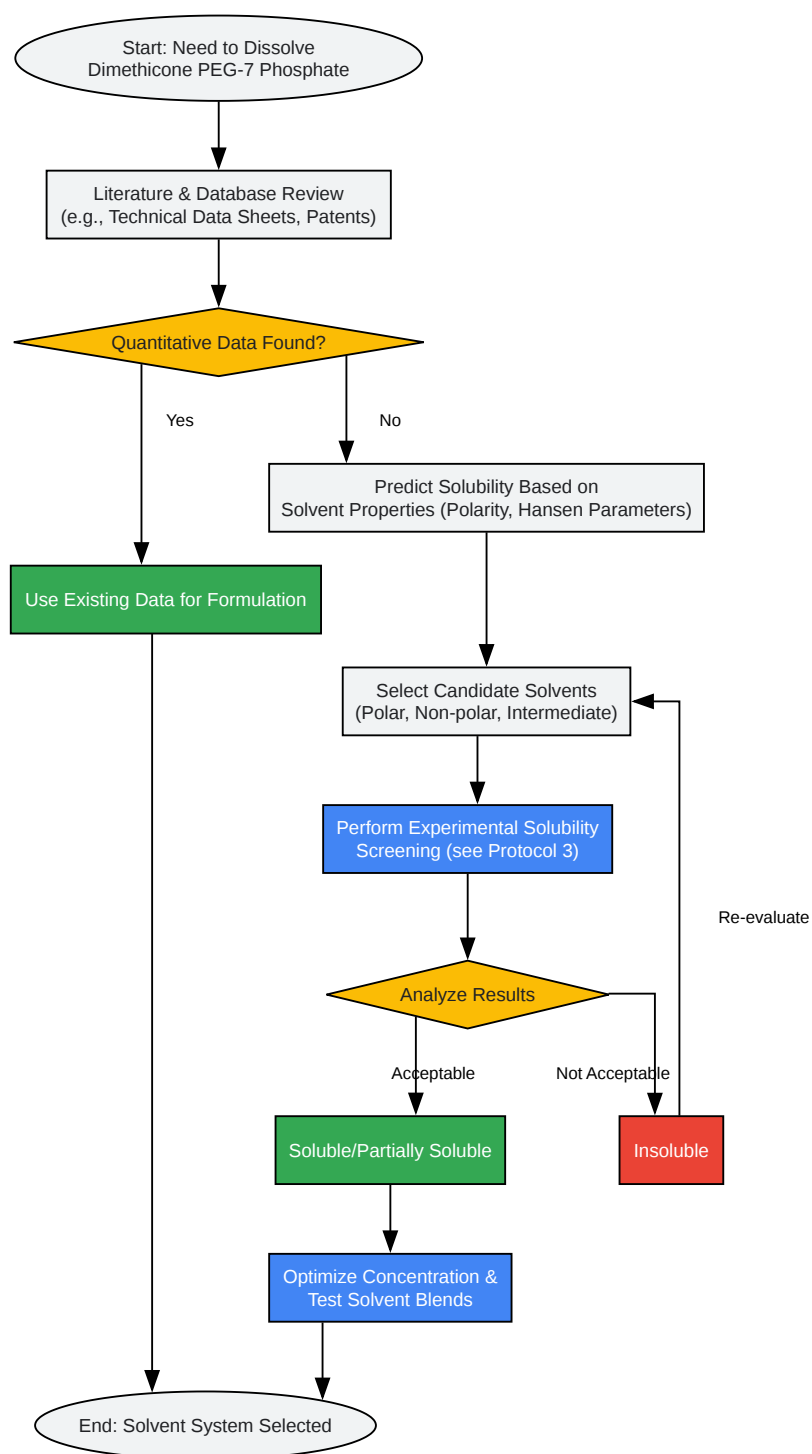 Start: Need to Dissolve
Dimethicone PEG-7 Phosphate
Literature & Database Review
(e.g., Technical Data Sheets, Patents)
Quantitative Data Found?
Yes
No
Predict Solubility Based on
Solvent Properties (Polarity, Hansen Parameters)
Use Existing Data for Formulation
Select Candidate Solvents
(Polar, Non-polar, Intermediate)
Perform Experimental Solubility
Screening (see Protocol 3)
Re-evaluate
Analyze Results
Acceptable
Not Acceptable
Soluble/Partially Soluble
Insoluble
Optimize Concentration &
Test Solvent Blends
End: Solvent System Selected